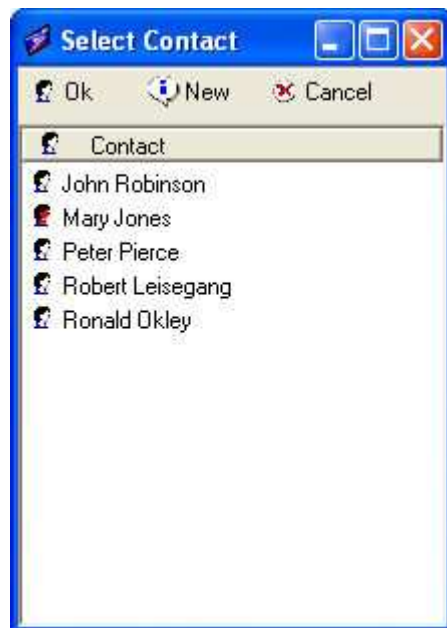 Select Contact
Ok New Cancel
Contact
John Robinson
Mary Jones
Peter Pierce
Robert Leisegang
Ronald Okley